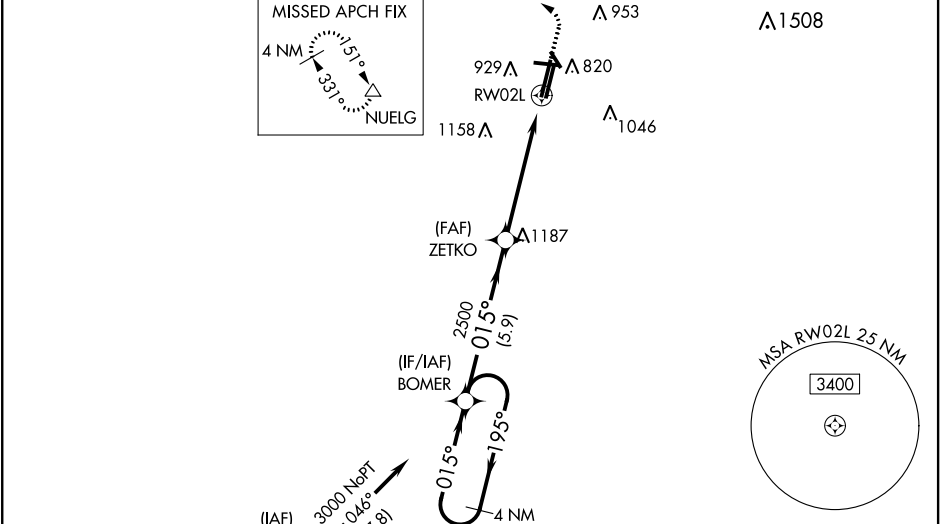 MISSED APCH FIX
4 NM
151°
331°
NUELG
953
1508
929
820
RW02L
1046
1158
(FAF)
ZETKO
1187
2500
015°
(5.9)
(IF/IAF)
BOMER
015°
195°
4 NM
3000 NoPT
046°
(IAF)
MSA RW02L 25 NM
3400